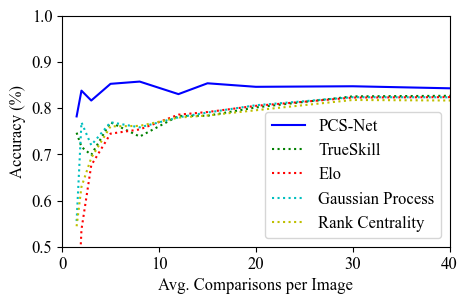 1.0
0.9
0.8
0.7
0.6
0.5
Accuracy (%)
PCS-Net
TrueSkill
Elo
Gaussian Process
Rank Centrality
0 10 20 30 40
Avg. Comparisons per Image